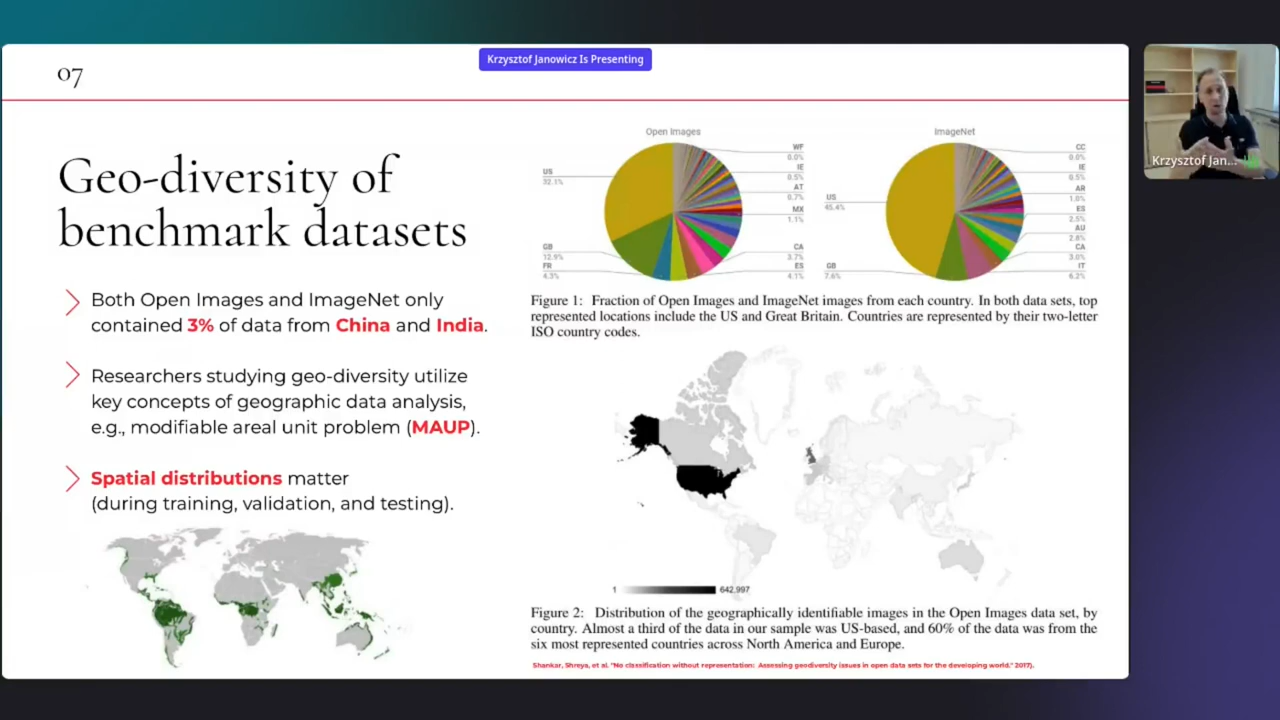 Krzysztof Janowicz Is Presenting
07
Geo-diversity of
benchmark datasets
Both Open Images and ImageNet only
contained 3% of data from China and India.
Researchers studying geo-diversity utilize
key concepts of geographic data analysis,
e.g., modifiable areal unit problem (MAUP).
Spatial distributions matter
(during training, validation, and testing).
Open Images
US
32.1%
GB
12.9%
FR
4.3%
WF
0.0%
IE
0.5%
AT
0.7%
MX
1.1%
CA
3.7%
ES
4.1%
ImageNet
US
45.4%
GB
7.6%
CC
0.0%
IE
0.5%
AR
1.0%
ES
2.5%
AU
2.8%
CA
3.0%
IT
6.2%
Figure 1: Fraction of Open Images and ImageNet images from each country. In both data sets, top
represented locations include the US and Great Britain. Countries are represented by their two-letter
ISO country codes.
1 642,997
Figure 2: Distribution of the geographically identifiable images in the Open Images data set, by
country. Almost a third of the data in our sample was US-based, and 60% of the data was from the
six most represented countries across North America and Europe.
Shankar, Shreya, et al. "No classification without representation: Assessing geodiversity issues in open data sets for the developing world." 2017).
Krzysztof Jan...